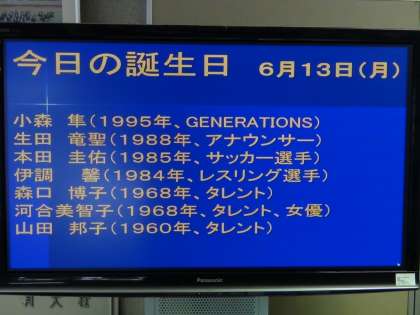 今日の誕生日　6月13日(月)
小森　隼(1995年、GENERATIONS)
生田　竜聖(1988年、アナウンサー)
本田　圭佑(1985年、サッカー選手)
伊調　　馨(1984年、レスリング選手)
森口　博子(1968年、タレント)
河合美智子(1968年、タレント、女優)
山田　邦子(1960年、タレント)
Panasonic